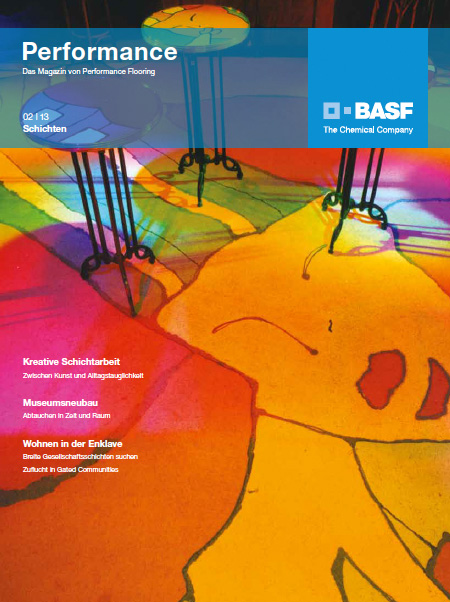 Performance
Das Magazin von Performance Flooring
02 I 13
Schichten
BASF
The Chemical Company
Kreative Schichtarbeit
Zwischen Kunst und Alltagstauglichkeit
Museumsneubau
Abtauchen in Zeit und Raum
Wohnen in der Enklave
Breite Gesellschaftsschichten suchen
Zuflucht in Gated Communities